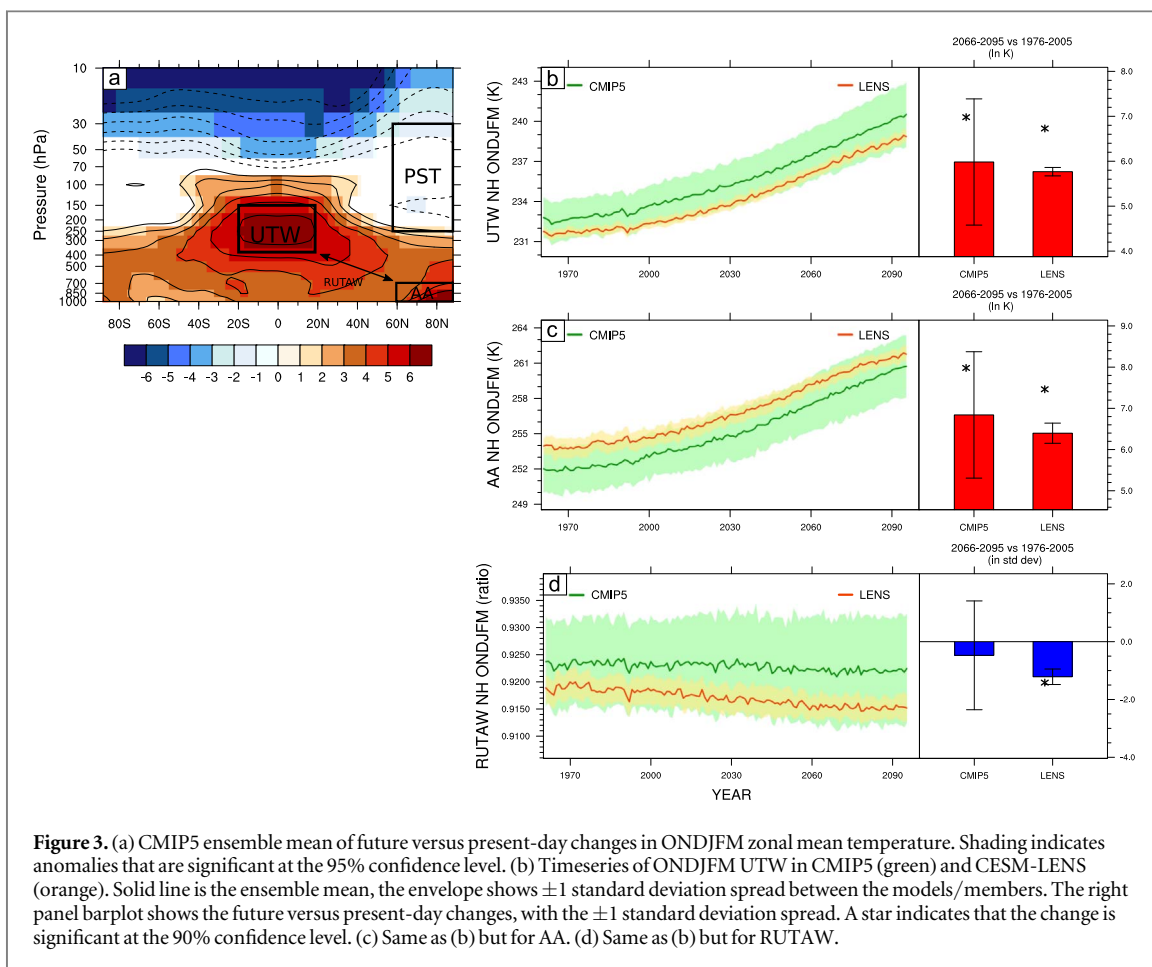 a
Pressure (hPa)
10
30
50
70
100
150
200
250
300
400
500
700
850
1000
PST
UTW
RUTAW
AA
80S 60S 40S 20S 0 20N 40N 60N 80N
-6 -5 -4 -3 -2 -1 0 1 2 3 4 5 6
b
CMIP5 LENS
UTW NH ONDJFM (K)
243
240
237
234
231
1970 2000 2030 2060 2090
2066-2095 vs 1976-2005
(In K)
8.0
7.0
6.0
5.0
4.0
*
*
CMIP5 LENS
c
CMIP5 LENS
AA NH ONDJFM (K)
264
261
258
255
252
249
1970 2000 2030 2060 2090
2066-2095 vs 1976-2005
(In K)
9.0
8.0
7.0
6.0
5.0
*
*
CMIP5 LENS
d
CMIP5 LENS
RUTAW NH ONDJFM (ratio)
0.9350
0.9300
0.9250
0.9200
0.9150
0.9100
1970 2000 2030 2060 2090
YEAR
2066-2095 vs 1976-2005
(in std dev)
2.0
0.0
-2.0
-4.0
*
CMIP5 LENS
Figure 3. (a) CMIP5 ensemble mean of future versus present-day changes in ONDJFM zonal mean temperature. Shading indicates
anomalies that are significant at the 95% confidence level. (b) Timeseries of ONDJFM UTW in CMIP5 (green) and CESM-LENS
(orange). Solid line is the ensemble mean, the envelope shows ±1 standard deviation spread between the models/members. The right
panel barplot shows the future versus present-day changes, with the ±1 standard deviation spread. A star indicates that the change is
significant at the 90% confidence level. (c) Same as (b) but for AA. (d) Same as (b) but for RUTAW.